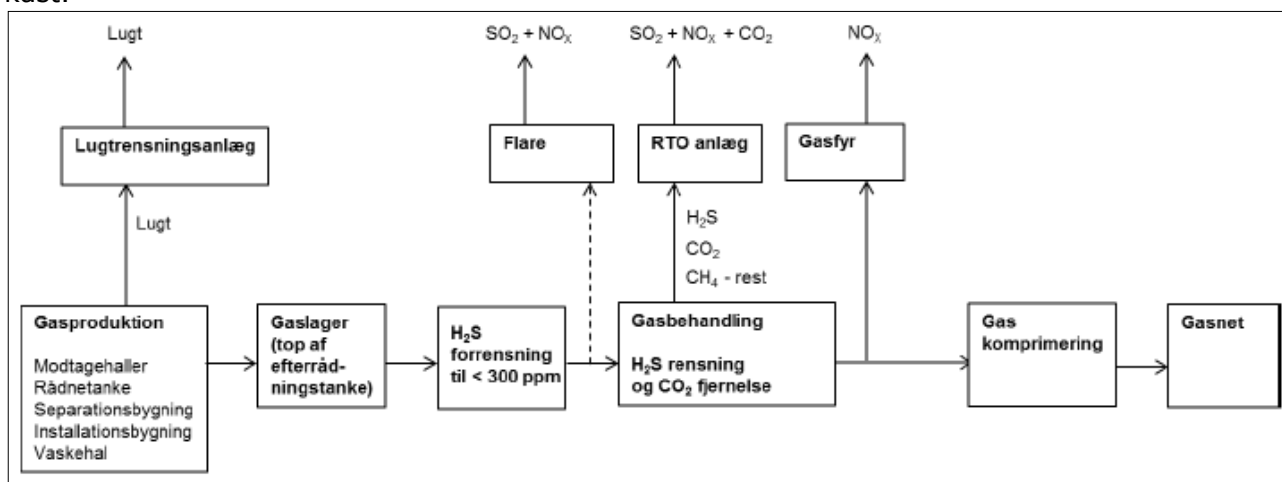 Lugt
SO₂ + NOₓ
SO₂ + NOₓ + CO₂
NOₓ
Lugtrensningsanlæg
Flare
RTO anlæg
Gasfyr
Lugt
H₂S
CO₂
CH₄ - rest
Gasproduktion
Modtagehaller
Rådnetanke
Separationsbygning
Installationsbygning
Vaskehal
Gaslager
(top af
efterråd-
ningstanke)
H₂S
forrensning
til < 300 ppm
Gasbehandling
H₂S rensning
og CO₂ fjernelse
Gas
komprimering
Gasnet